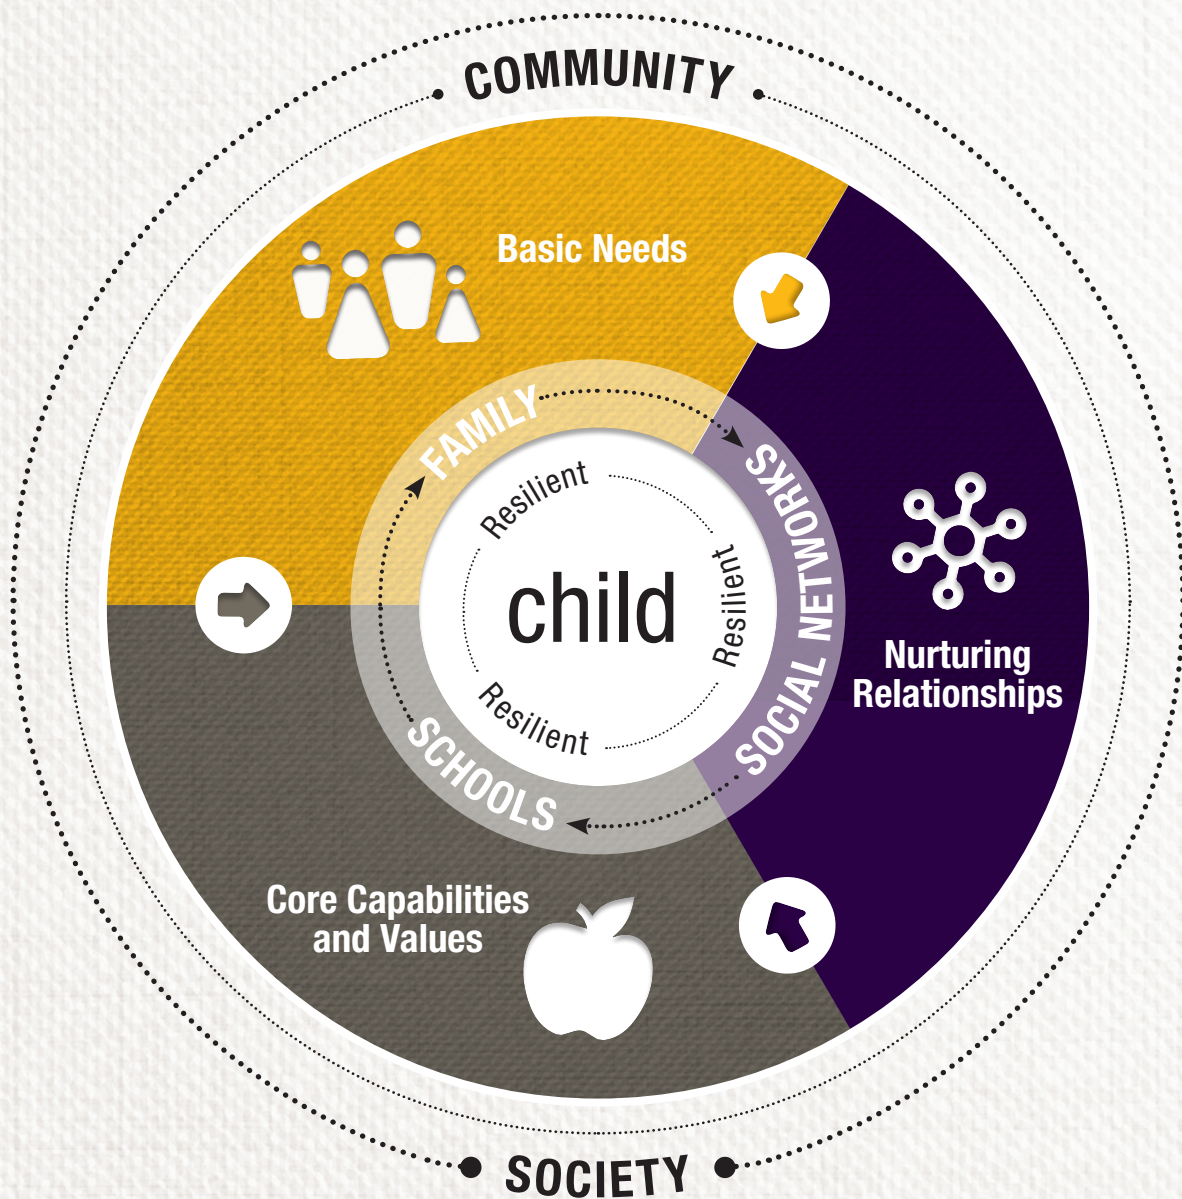 COMMUNITY
Basic Needs
FAMILY
SOCIAL NETWORKS
Resilient
Resilient
child
Resilient
Nurturing
Relationships
SCHOOLS
Core Capabilities
and Values
SOCIETY